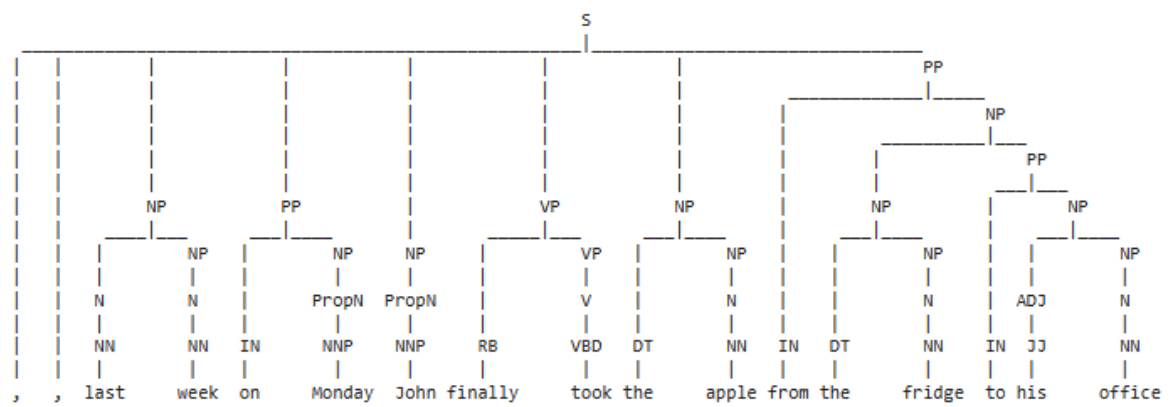 S
PP
NP
PP
NP PP VP NP NP NP
NP NP NP VP NP NP NP
N N PropN PropN V N N ADJ N
NN NN IN NNP NNP RB VBD DT NN IN DT NN IN JJ NN
, , last week on Monday John finally took the apple from the fridge to his office